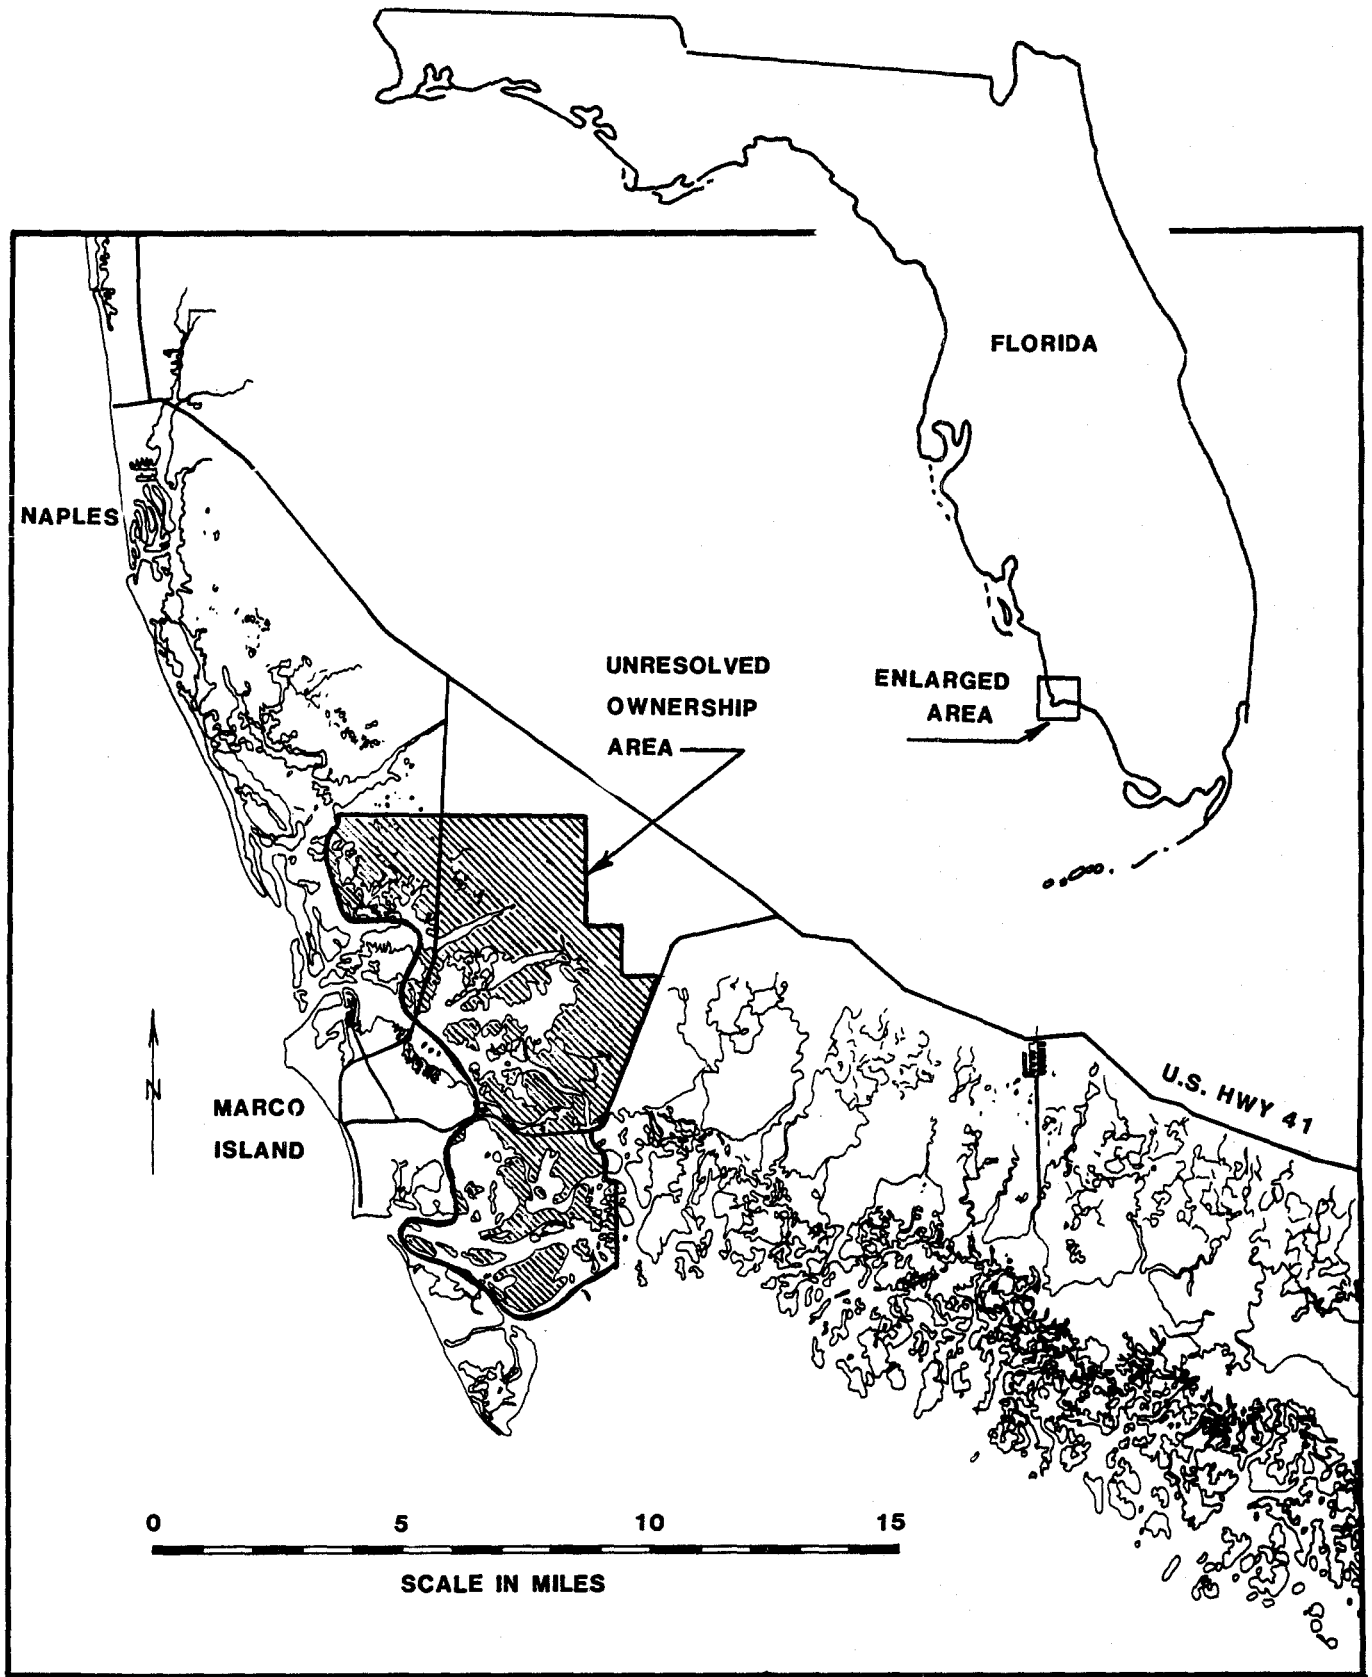 FLORIDA
NAPLES
UNRESOLVED
OWNERSHIP
AREA
ENLARGED
AREA
N
MARCO
ISLAND
U.S. HWY 41
0 5 10 15
SCALE IN MILES